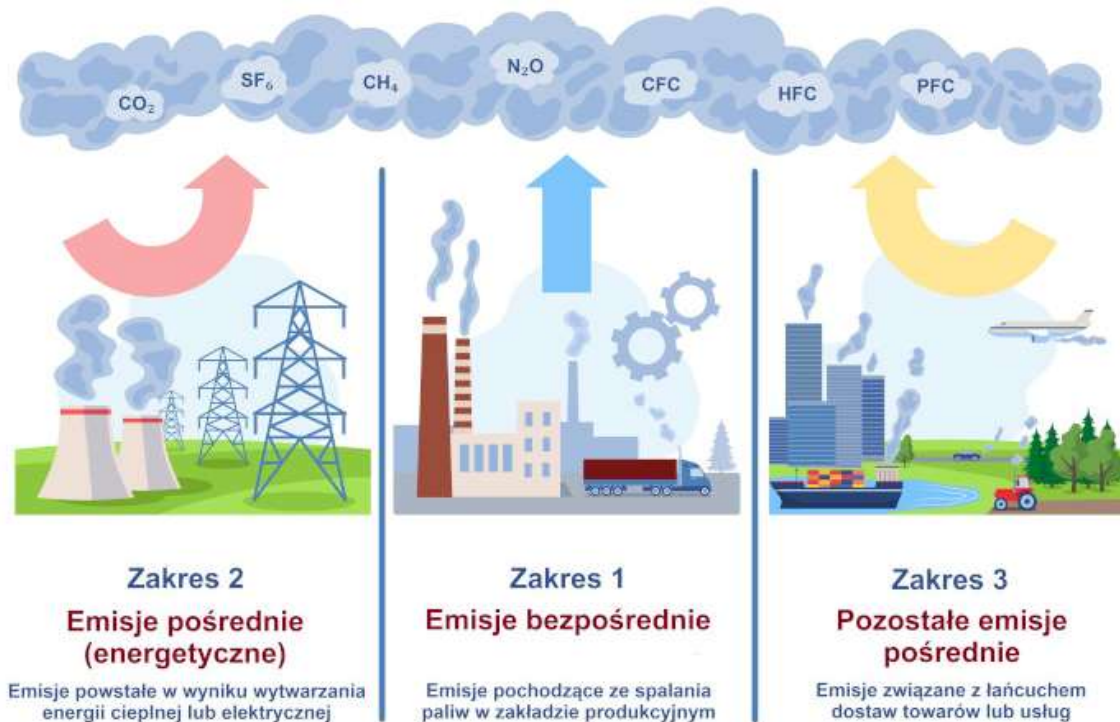 CO₂
SF₆
CH₄
N₂O
CFC
HFC
PFC
Zakres 2
Emisje pośrednie
(energetyczne)
Emisje powstałe w wyniku wytwarzania
energii cieplnej lub elektrycznej
Zakres 1
Emisje bezpośrednie
Emisje pochodzące ze spalania
paliw w zakładzie produkcyjnym
Zakres 3
Pozostałe emisje
pośrednie
Emisje związane z łańcuchem
dostaw towarów lub usług